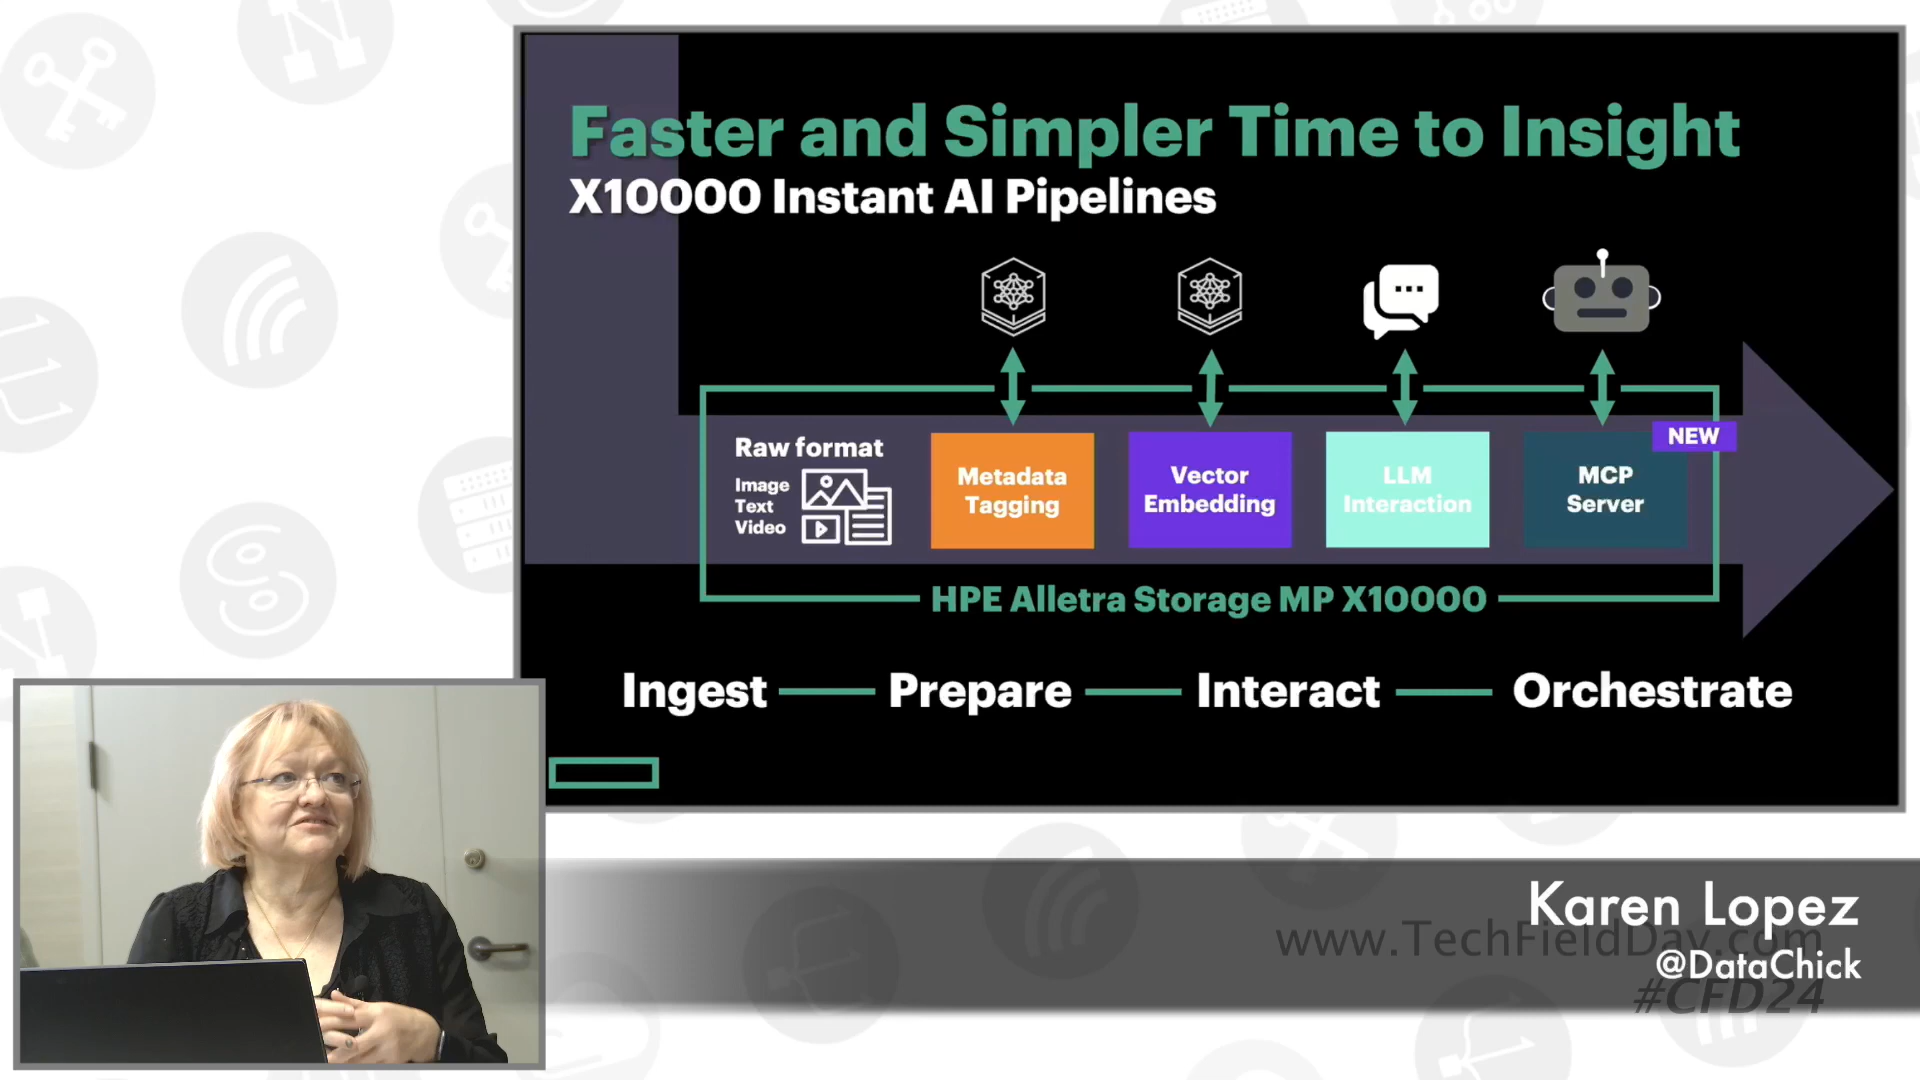 Faster and Simpler Time to Insight
X10000 Instant AI Pipelines
Raw format
Image
Text
Video
Metadata
Tagging
Vector
Embedding
LLM
Interaction
NEW
MCP
Server
HPE Alletra Storage MP X10000
Ingest
Prepare
Interact
Orchestrate
Karen Lopez
www.TechFieldDay.com
@DataChick
#CFD24